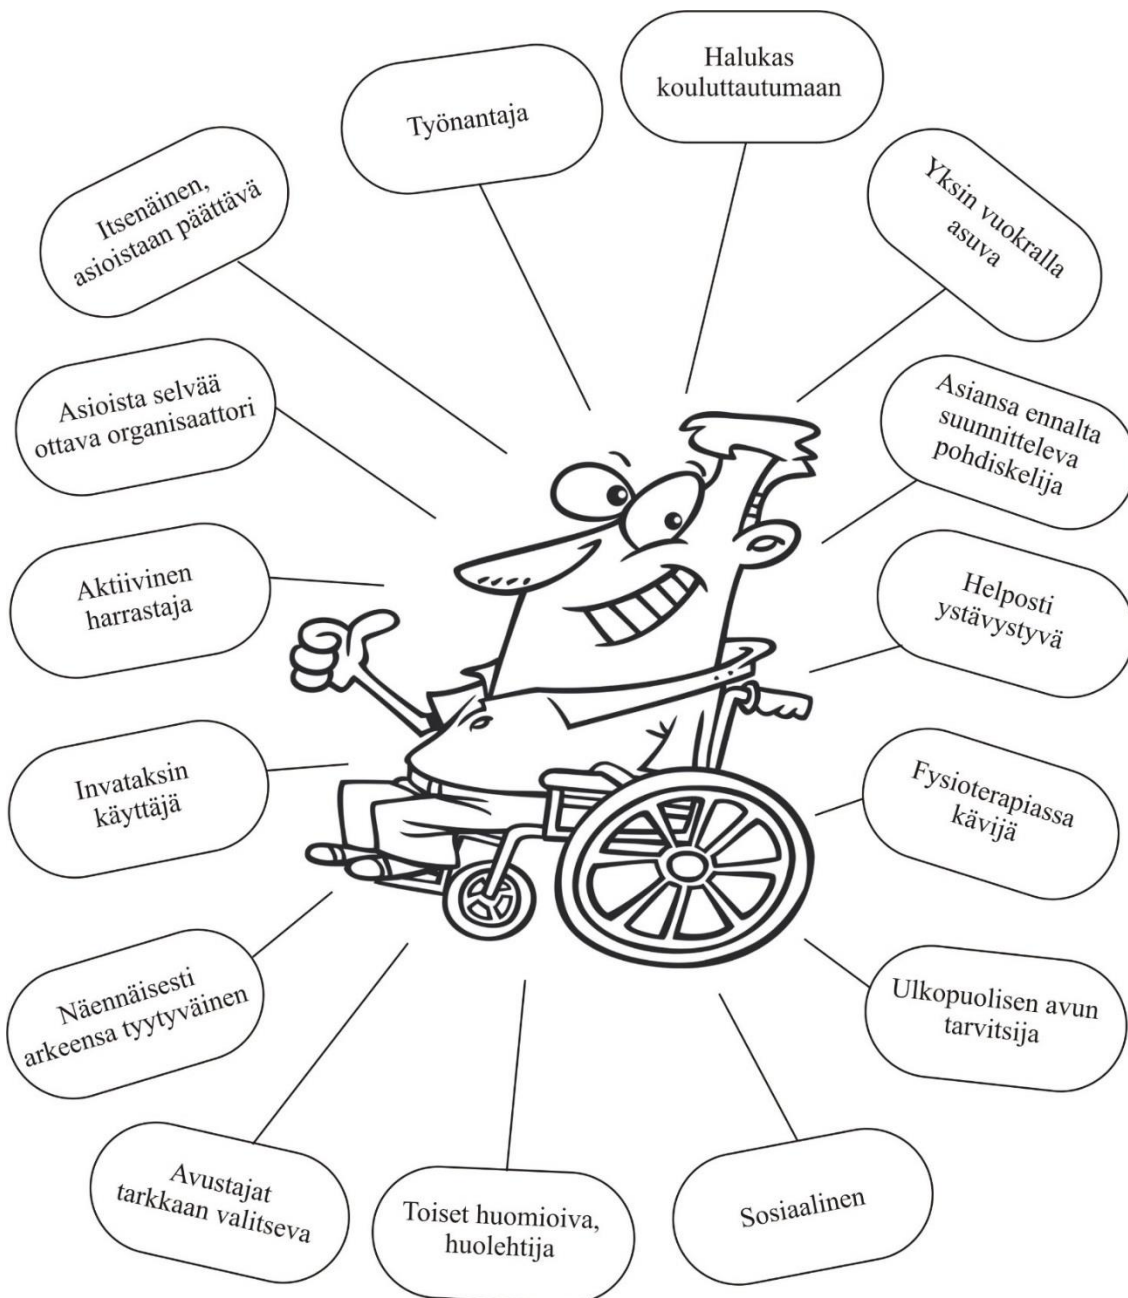 Halukas
kouluttautumaan
Työnantaja
Yksin vuokralla
asuva
Itsenäinen,
asioistaan päättävä
Asioista selvää
ottava organisaattori
Asiansa ennalta
suunnitteleva
pohdiskelija
Aktiivinen
harrastaja
Helposti
ystävystyvä
Invataksin
käyttäjä
Fysioterapiassa
kävijä
Näennäisesti
arkeensa tyytyväinen
Ulkopuolisen avun
tarvitsija
Avustajat
tarkkaan valitseva
Toiset huomioiva,
huolehtija
Sosiaalinen